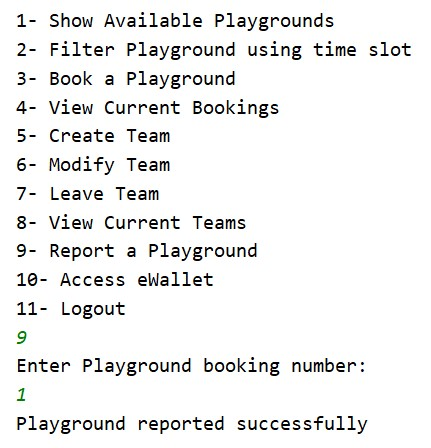 1- Show Available Playgrounds
2- Filter Playground using time slot
3- Book a Playground
4- View Current Bookings
5- Create Team
6- Modify Team
7- Leave Team
8- View Current Teams
9- Report a Playground
10- Access eWallet
11- Logout
9
Enter Playground booking number:
1
Playground reported successfully